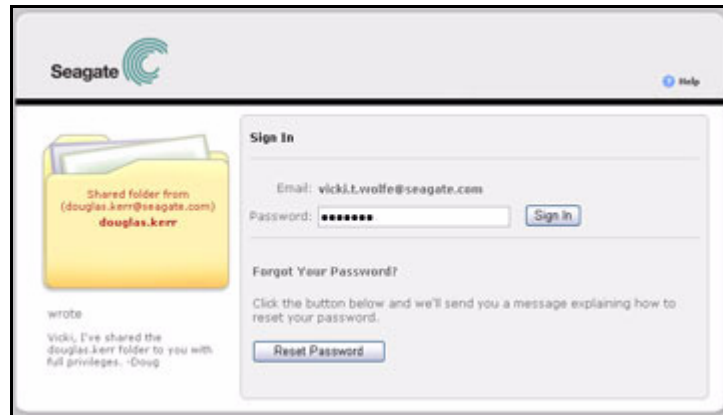 Seagate
Help
Shared folder from
(douglas.kerr@seagate.com)
douglas.kerr
wrote
Vicki, I've shared the
douglas.kerr folder to you with
full privileges. -Doug
Sign In
Email: vicki.t.wolfe@seagate.com
Password: ●●●●●●● Sign In
Forgot Your Password?
Click the button below and we'll send you a message explaining how to
reset your password.
Reset Password